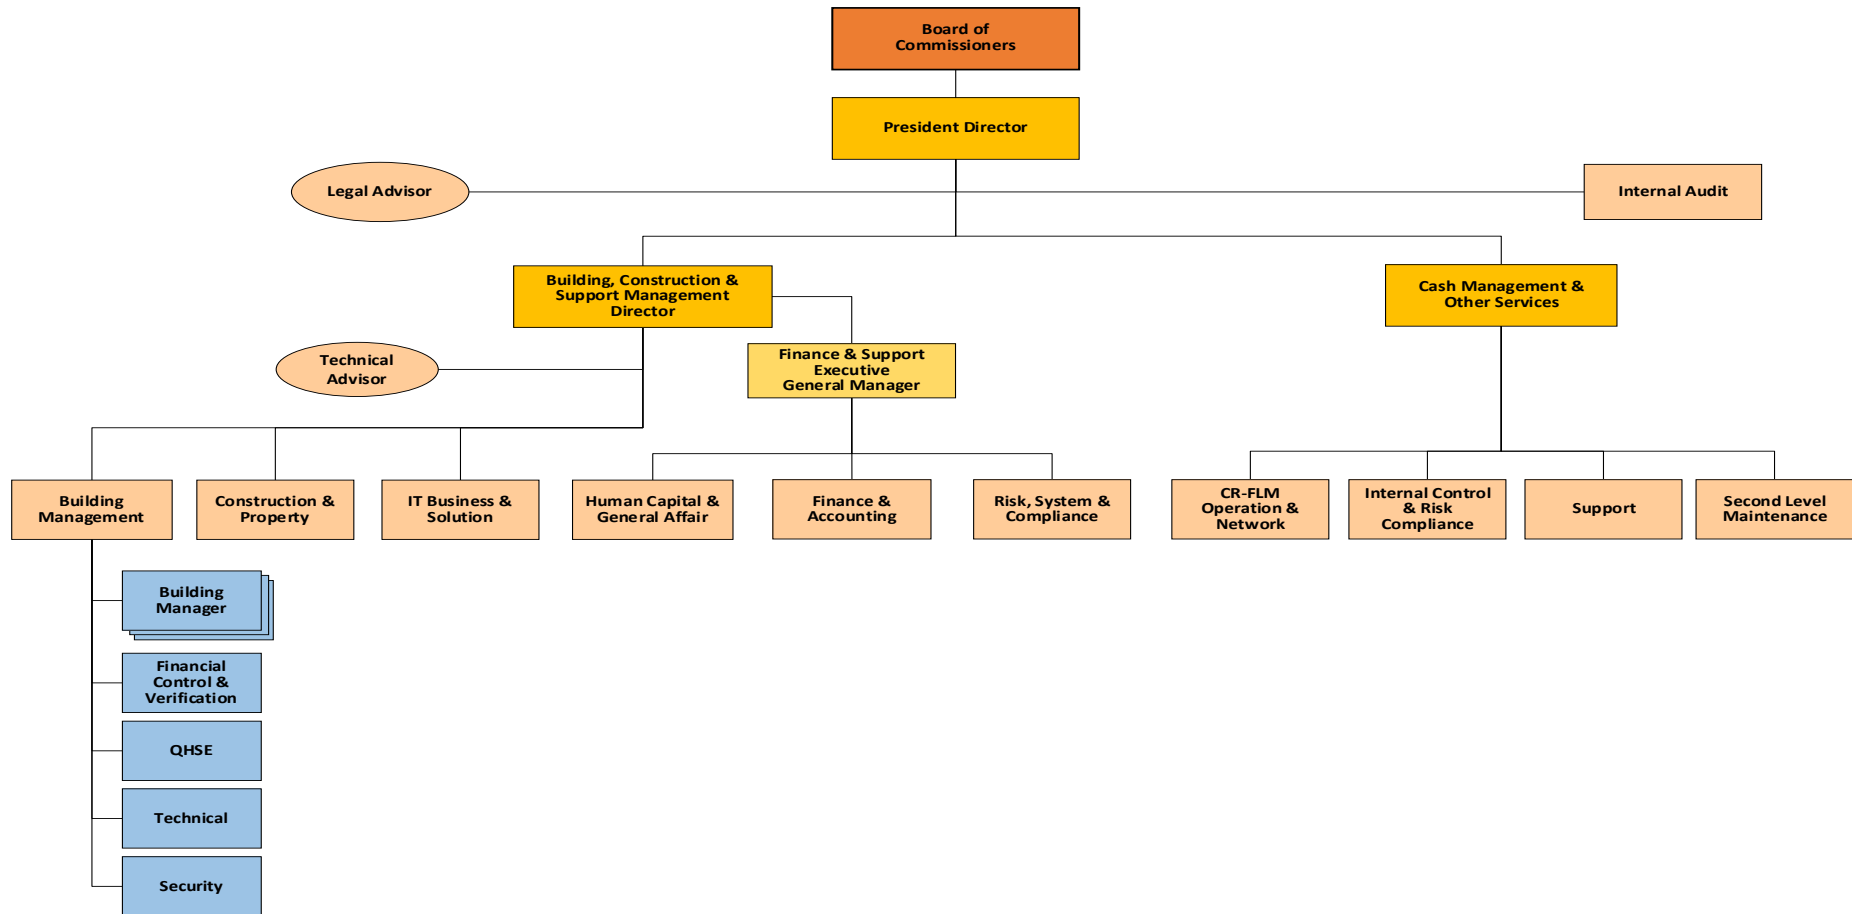 Board of
Commissioners
President Director
Legal Advisor
Internal Audit
Building, Construction &
Support Management
Director
Cash Management &
Other Services
Technical
Advisor
Finance & Support
Executive
General Manager
Building
Management
Construction &
Property
IT Business &
Solution
Human Capital &
General Affair
Finance &
Accounting
Risk, System &
Compliance
CR-FLM
Operation &
Network
Internal Control
& Risk
Compliance
Support
Second Level
Maintenance
Building
Manager
Financial
Control &
Verification
QHSE
Technical
Security